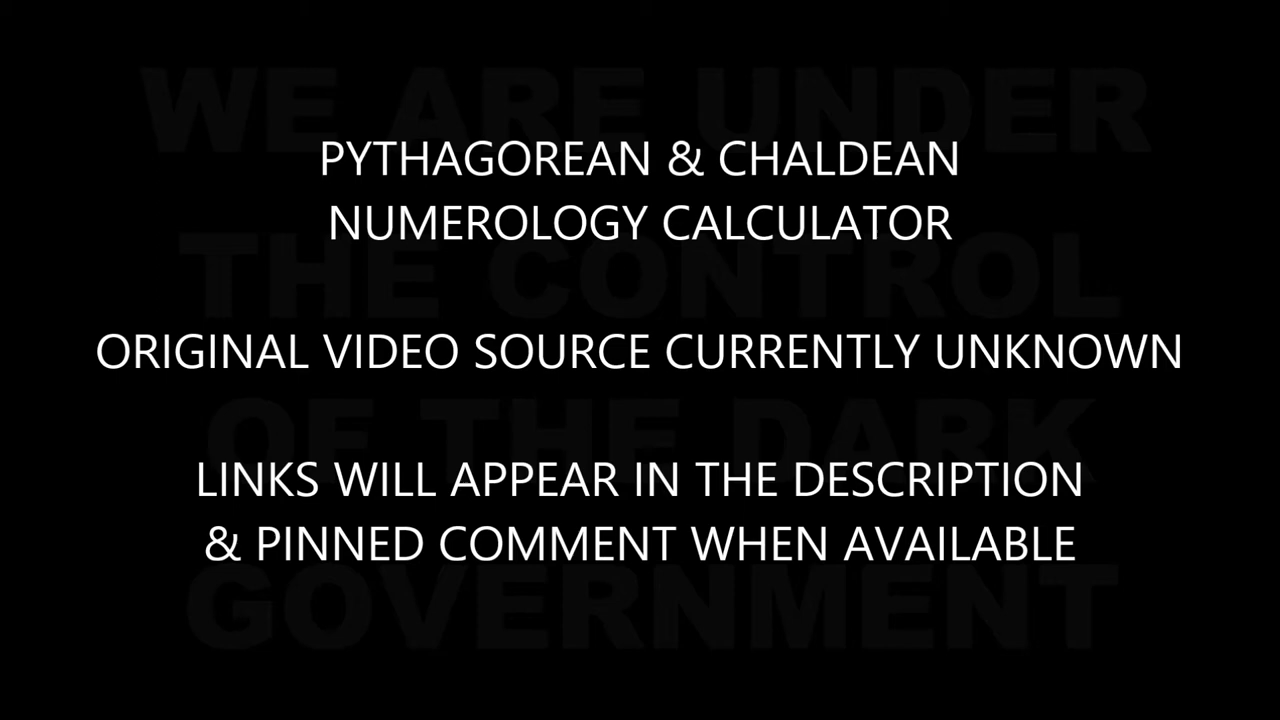 WE ARE UNDER
PYTHAGOREAN & CHALDEAN
NUMEROLOGY CALCULATOR
THE CONTROL
ORIGINAL VIDEO SOURCE CURRENTLY UNKNOWN
OF THE DARK
LINKS WILL APPEAR IN THE DESCRIPTION
& PINNED COMMENT WHEN AVAILABLE
GOVERNMENT